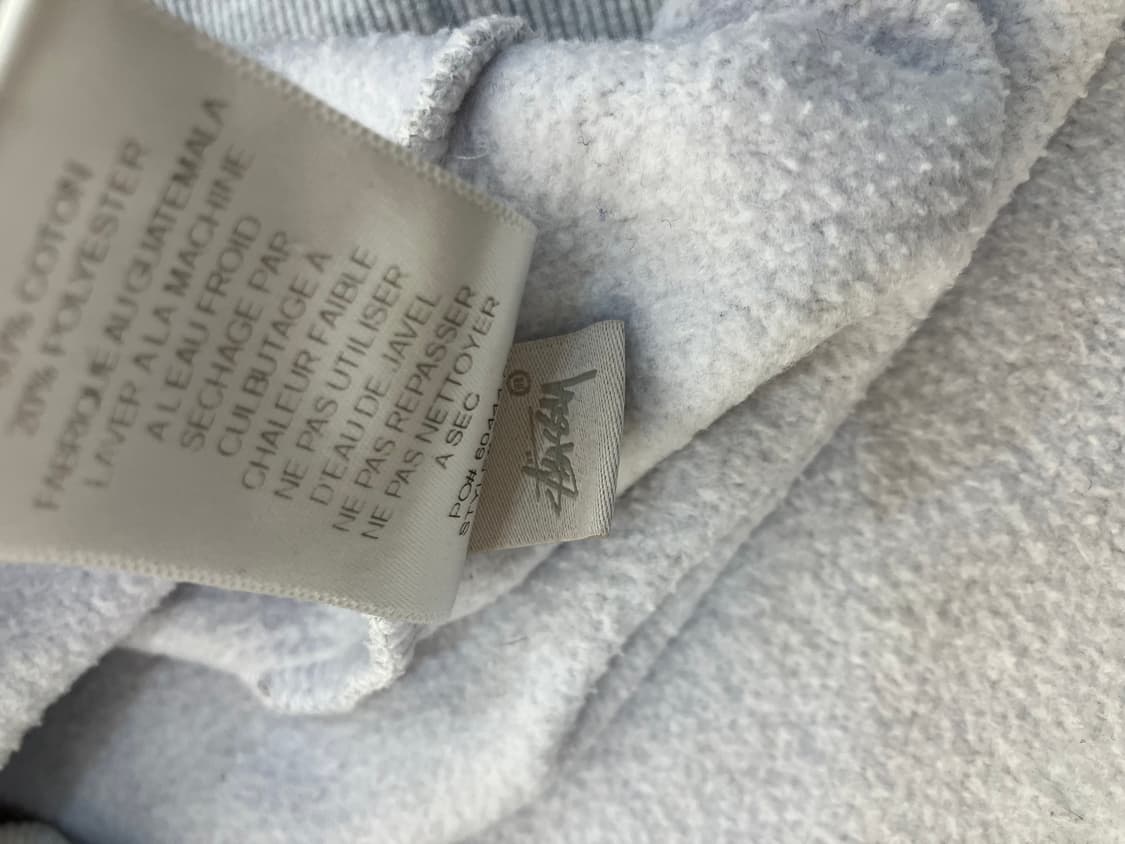 % COTON
20% POLYESTER
FABRIQUE AU GUATEMALA
LAVER A LA MACHINE
A L EAU FROID
SECHAGE PAR
CULBUTAGE A
CHALEUR FAIBLE
NE PAS UTILISER
D'EAU DE JAVEL
NE PAS REPASSER
NE PAS NETTOYER
A SEC
PO#
Stüssy